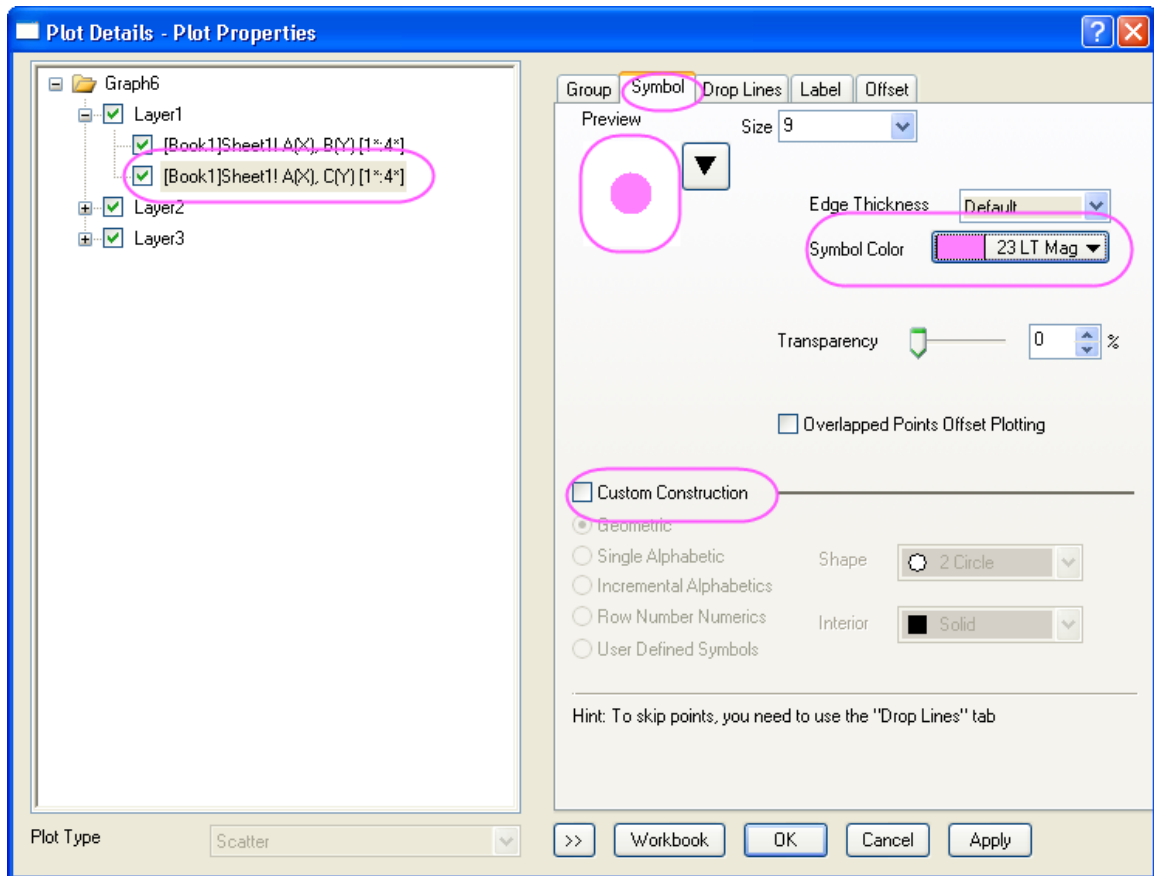 Plot Details - Plot Properties
Graph6
Layer1
[Book1]Sheet1! A(X), B(Y) [1*:4*]
[Book1]Sheet1! A(X), C(Y) [1*:4*]
Layer2
Layer3
Plot Type
Scatter
Group Symbol Drop Lines Label Offset
Preview
Size 9
Edge Thickness Default
Symbol Color 23 LT Mag
Transparency 0 %
Overlapped Points Offset Plotting
Custom Construction
Geometric
Single Alphabetic
Incremental Alphabetics
Row Number Numerics
User Defined Symbols
Shape 2 Circle
Interior Solid
Hint: To skip points, you need to use the "Drop Lines" tab
>> Workbook OK Cancel Apply